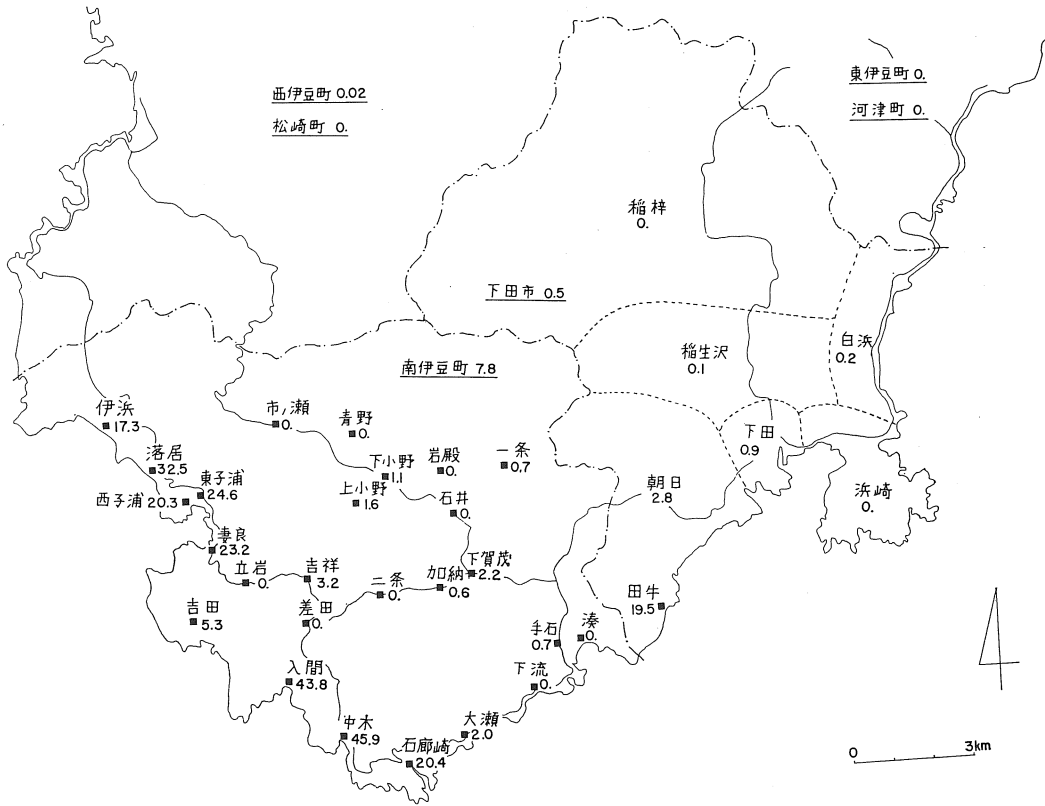 西伊豆町 0.02
松崎町 0.
東伊豆町 0.
河津町 0.
稲梓
0.
下田市 0.5
白浜
0.2
稲生沢
0.1
南伊豆町 7.8
伊浜
17.3
市ノ瀬
0.
青野
0.
下田
0.9
落居
32.5
下小野
1.1
岩殿
0.
一条
0.7
東子浦
24.6
西子浦 20.3
上小野
1.6
石井
0.
朝日
2.8
浜崎
0.
妻良
23.2
立岩
0.
吉祥
3.2
二条
0.
加納
0.6
下賀茂
2.2
吉田
5.3
差田
0.
田牛
19.5
手石
0.7
湊
0.
入間
43.8
下流
0.
中木
45.9
大瀬
2.0
石廊崎
20.4
0 3km